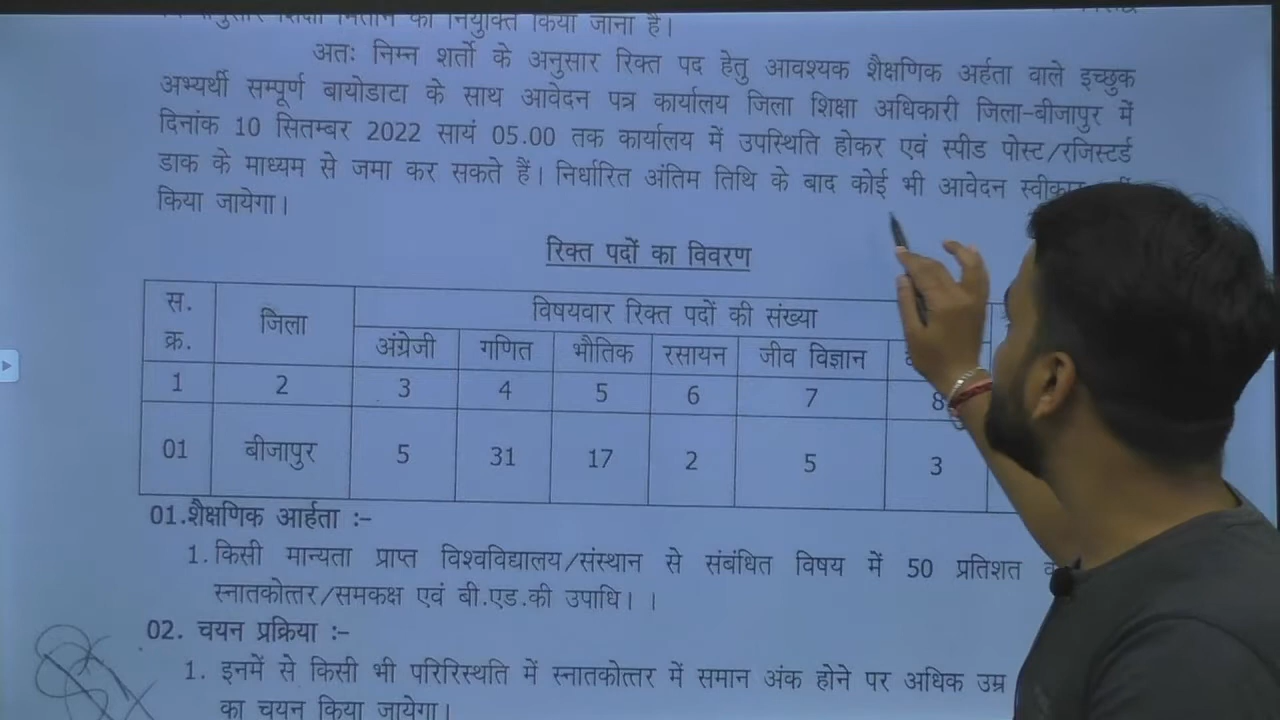 नियुक्ति किया जाना है।
अतः निम्न शर्तो के अनुसार रिक्त पद हेतु आवश्यक शैक्षणिक अर्हता वाले इच्छुक
अभ्यर्थी सम्पूर्ण बायोडाटा के साथ आवेदन पत्र कार्यालय जिला शिक्षा अधिकारी जिला-बीजापुर में
दिनांक 10 सितम्बर 2022 सायं 05.00 तक कार्यालय में उपस्थिति होकर एवं स्पीड पोस्ट/रजिस्टर्ड
डाक के माध्यम से जमा कर सकते हैं। निर्धारित अंतिम तिथि के बाद कोई भी आवेदन
किया जायेगा।
रिक्त पदों का विवरण
स. क्र. जिला विषयवार रिक्त पदों की संख्या
अंग्रेजी गणित भौतिक रसायन जीव विज्ञान
1 2 3 4 5 6 7 8
01 बीजापुर 5 31 17 2 5 3
01.शैक्षणिक आर्हता :-
1. किसी मान्यता प्राप्त विश्वविद्यालय/संस्थान से संबंधित विषय में 50 प्रतिशत
स्नातकोत्तर/समकक्ष एवं बी.एड.की उपाधि। ।
02. चयन प्रक्रिया :-
1. इनमें से किसी भी परिरिस्थति में स्नातकोत्तर में समान अंक होने पर अधिक उम्र
का चयन किया जायेगा।